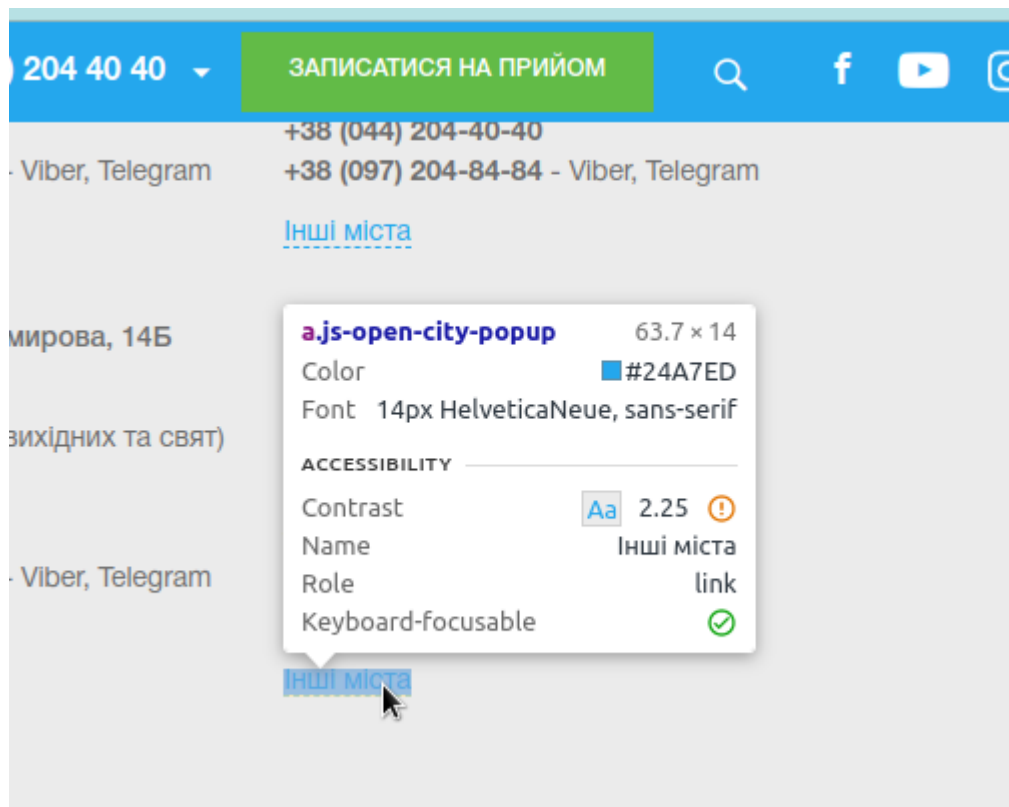 ) 204 40 40
ЗАПИСАТИСЯ НА ПРИЙОМ
f
+38 (044) 204-40-40
- Viber, Telegram
+38 (097) 204-84-84 - Viber, Telegram
Інші міста
мирова, 14Б
вихідних та свят)
- Viber, Telegram
a.js-open-city-popup 63.7 × 14
Color #24A7ED
Font 14px HelveticaNeue, sans-serif
ACCESSIBILITY
Contrast Aa 2.25
Name Інші міста
Role link
Keyboard-focusable
Інші міста